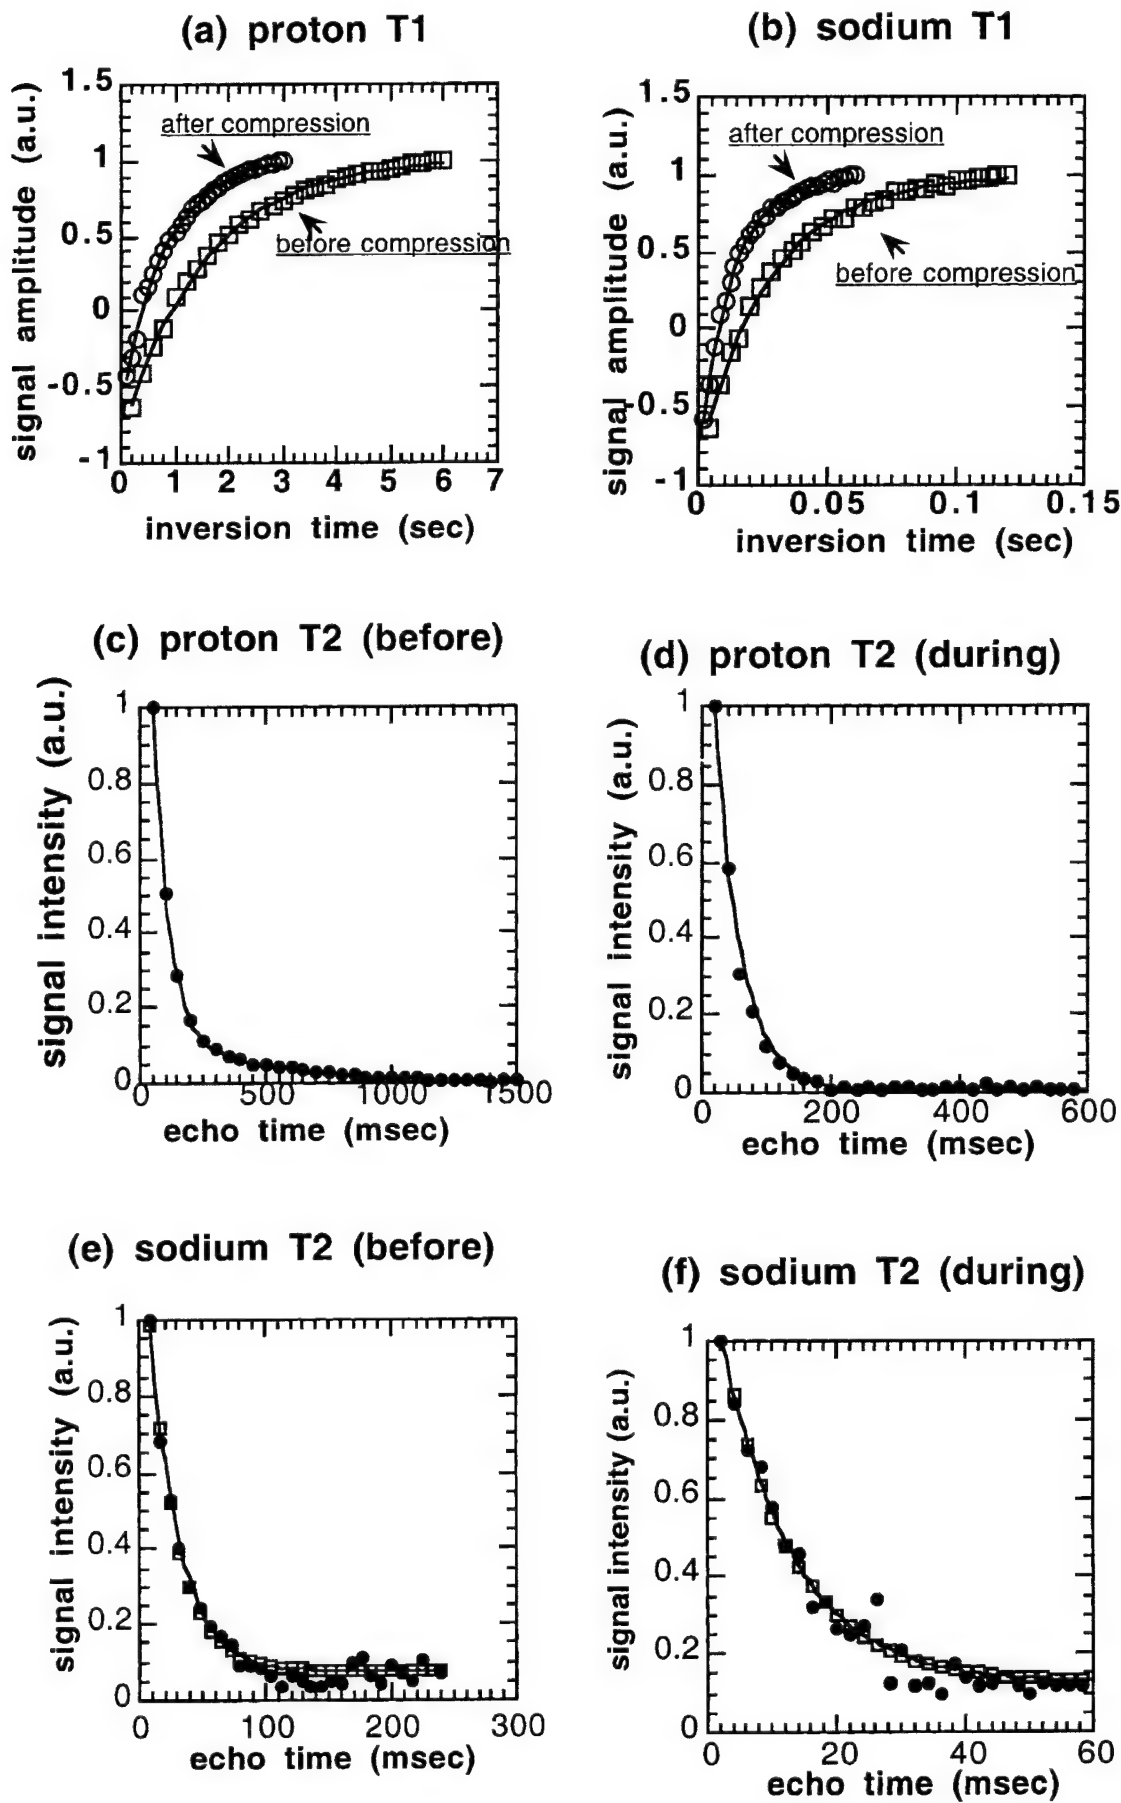 (a) proton T1
signal amplitude (a.u.)
1.5
1
0.5
0
-0.5
-1
after compression
before compression
0 1 2 3 4 5 6 7
inversion time (sec)
(b) sodium T1
signal amplitude (a.u.)
1.5
1
0.5
0
-0.5
-1
after compression
before compression
0 0.05 0.1 0.15
inversion time (sec)
(c) proton T2 (before)
signal intensity (a.u.)
1
0.8
0.6
0.4
0.2
0
0 500 1000 1500
echo time (msec)
(d) proton T2 (during)
signal intensity (a.u.)
1
0.8
0.6
0.4
0.2
0
0 200 400 600
echo time (msec)
(e) sodium T2 (before)
signal intensity (a.u.)
1
0.8
0.6
0.4
0.2
0
0 100 200 300
echo time (msec)
(f) sodium T2 (during)
signal intensity (a.u.)
1
0.8
0.6
0.4
0.2
0
0 20 40 60
echo time (msec)